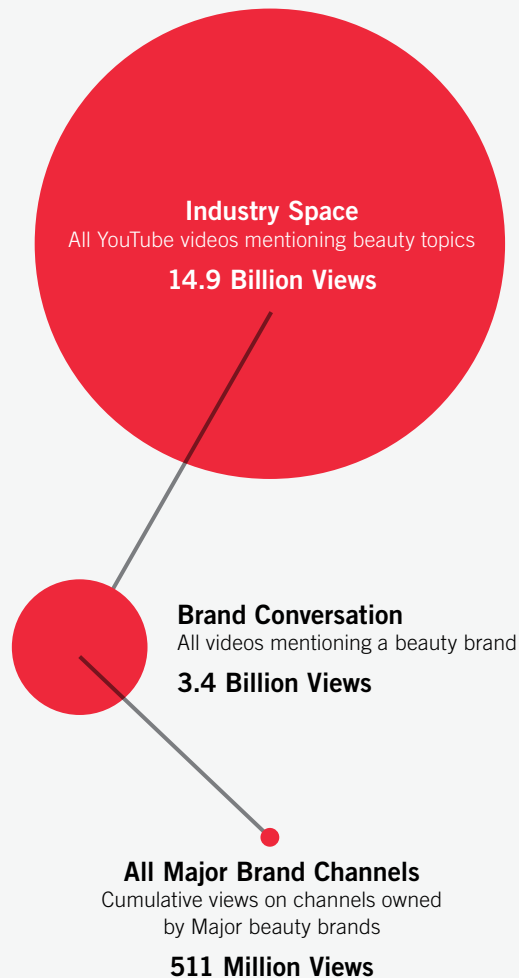 Industry Space
All YouTube videos mentioning beauty topics
14.9 Billion Views
Brand Conversation
All videos mentioning a beauty brand
3.4 Billion Views
All Major Brand Channels
Cumulative views on channels owned
by Major beauty brands
511 Million Views